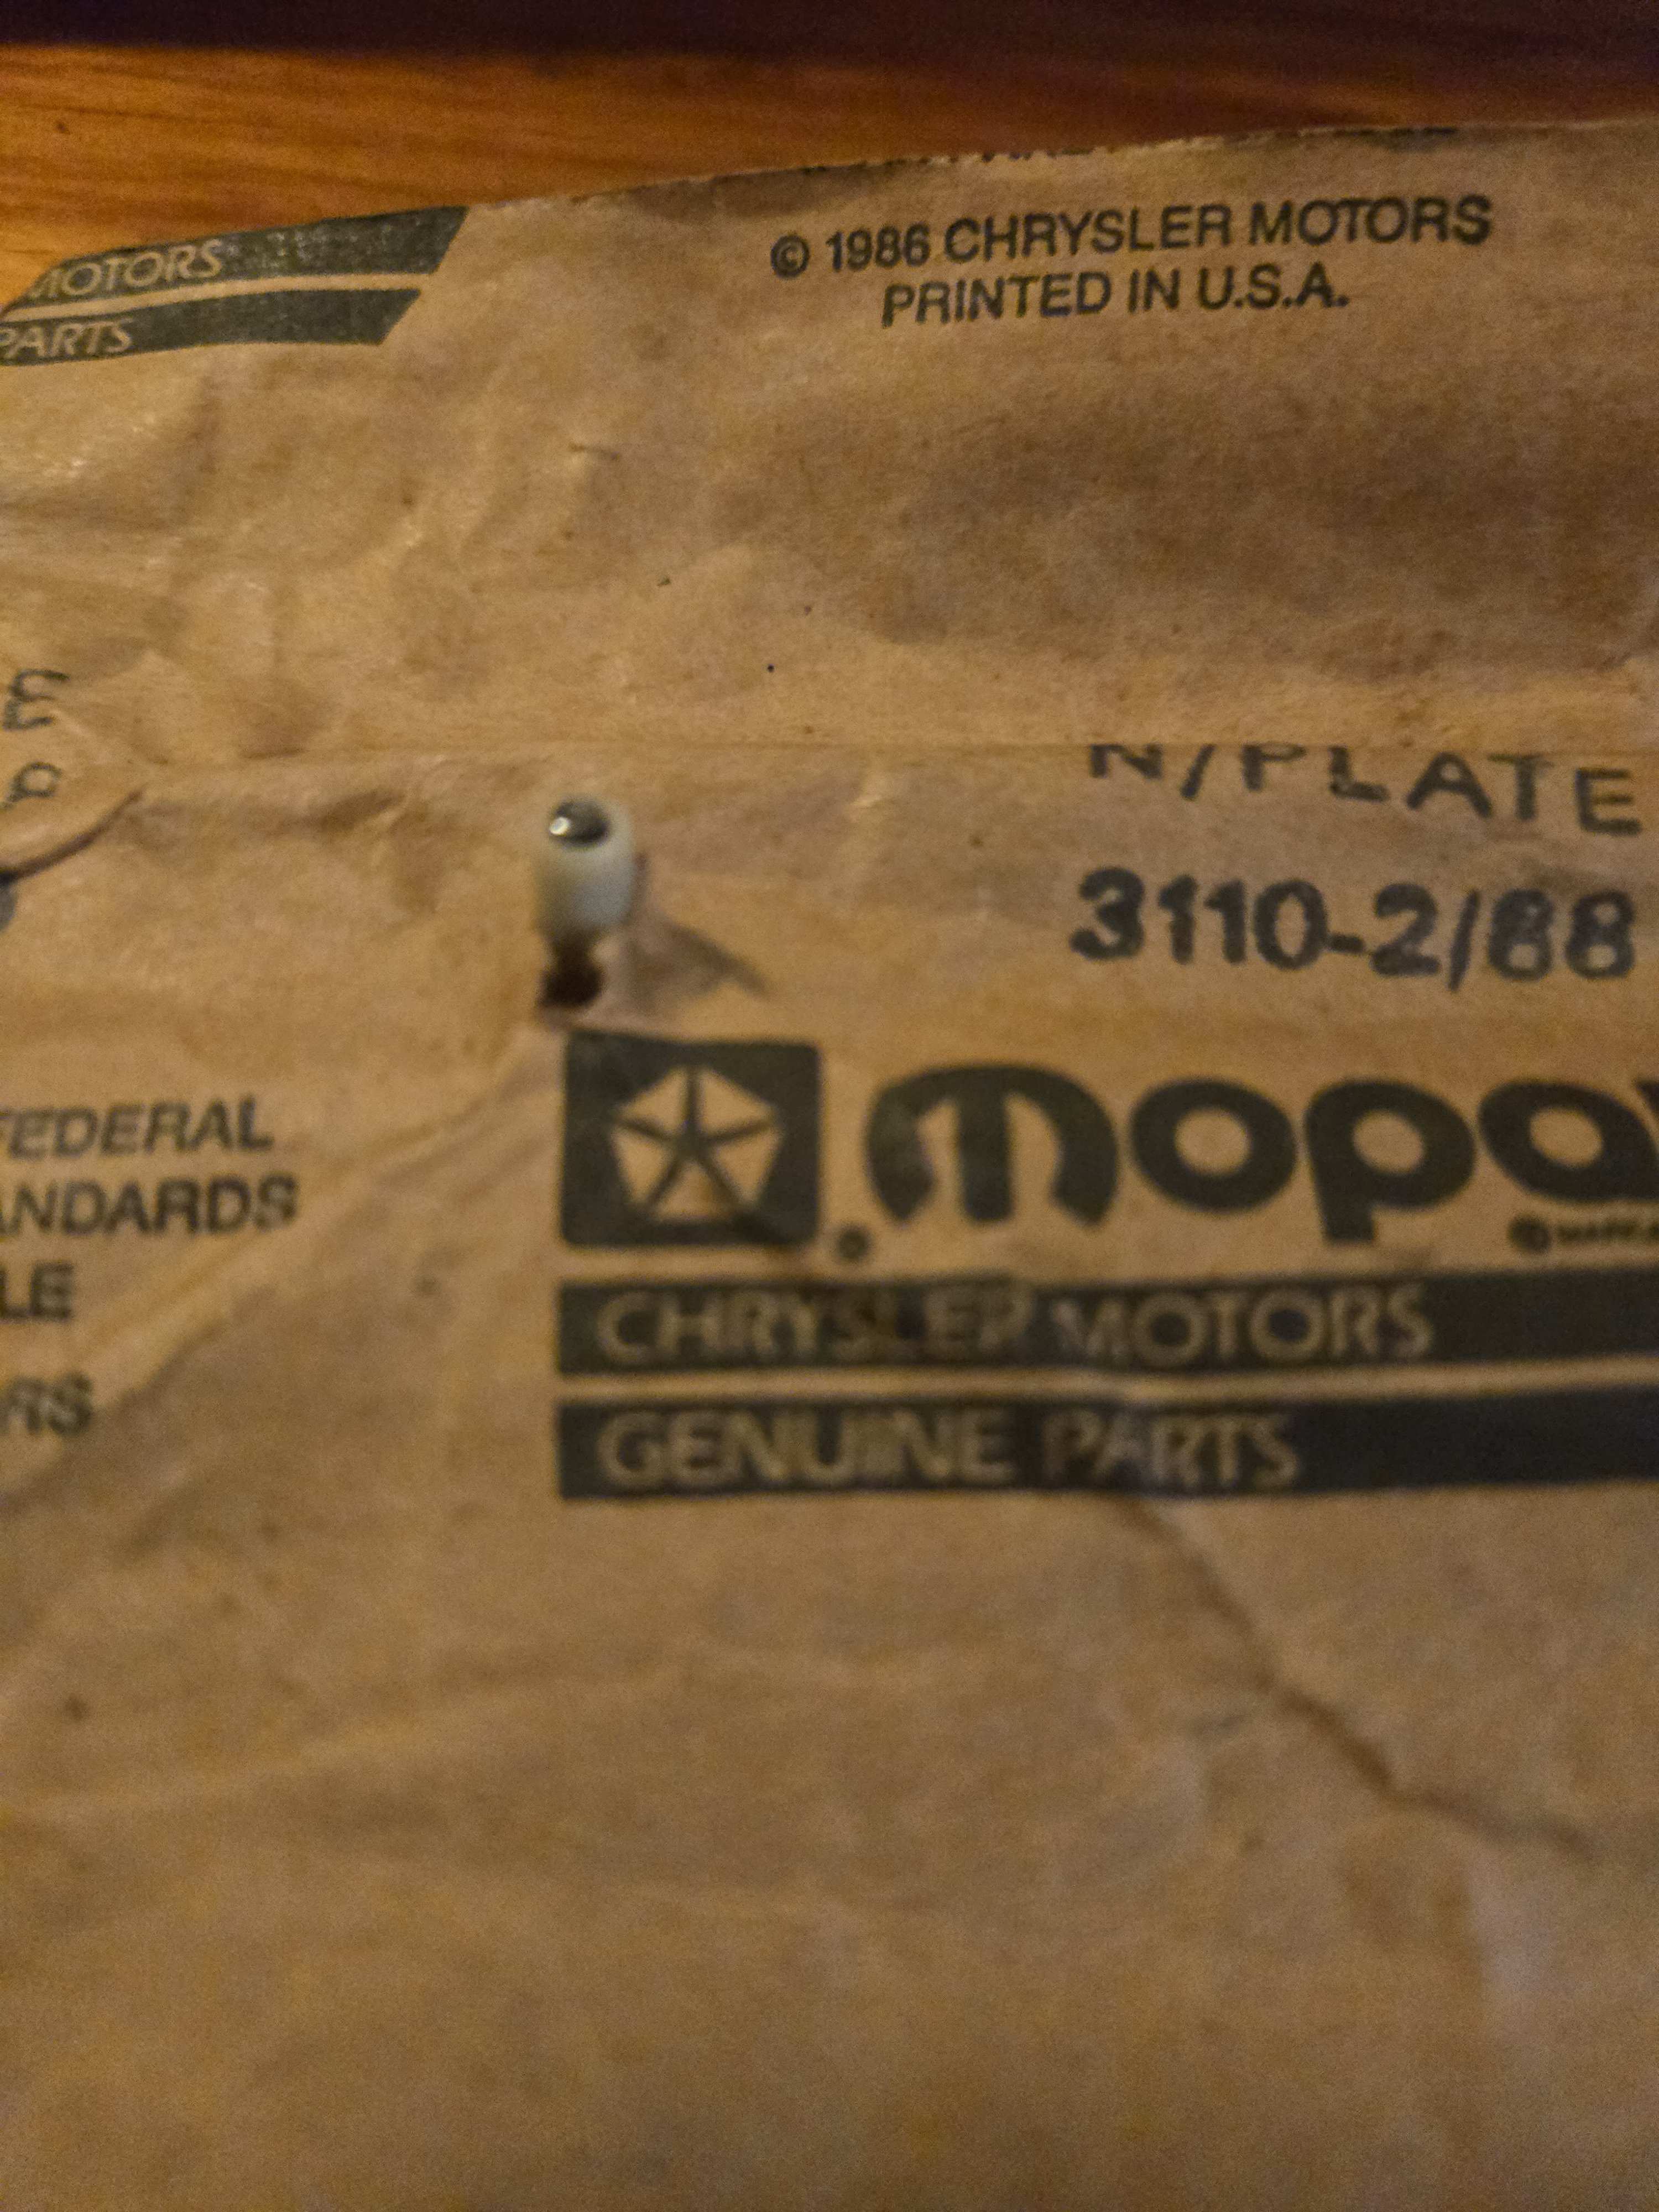 © 1986 CHRYSLER MOTORS
PRINTED IN U.S.A.
MOTORS
PARTS
N/PLATE
3110-2/88
FEDERAL
ANDARDS
LE
RS
mopa
CHRYSLER MOTORS
GENUINE PARTS